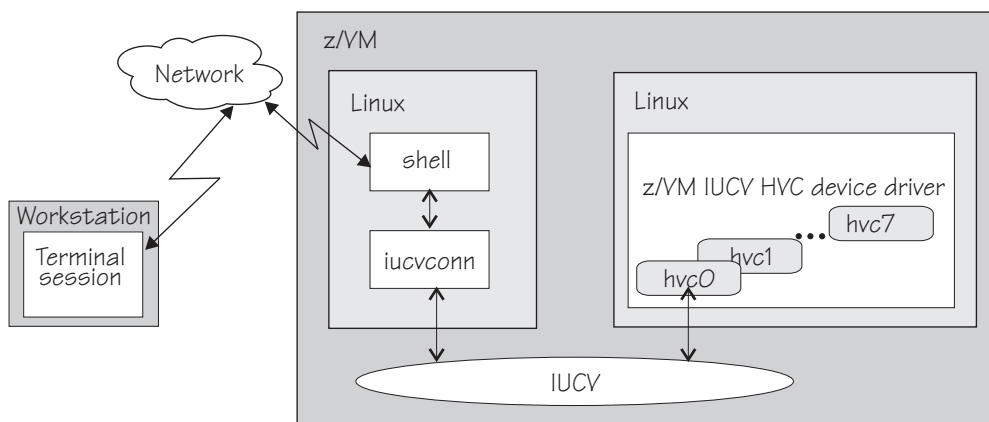 z/VM
Network
Linux
Linux
shell
z/VM IUCV HVC device driver
hvc7
Workstation
Terminal
session
iucvconn
hvc1
hvc0
IUCV